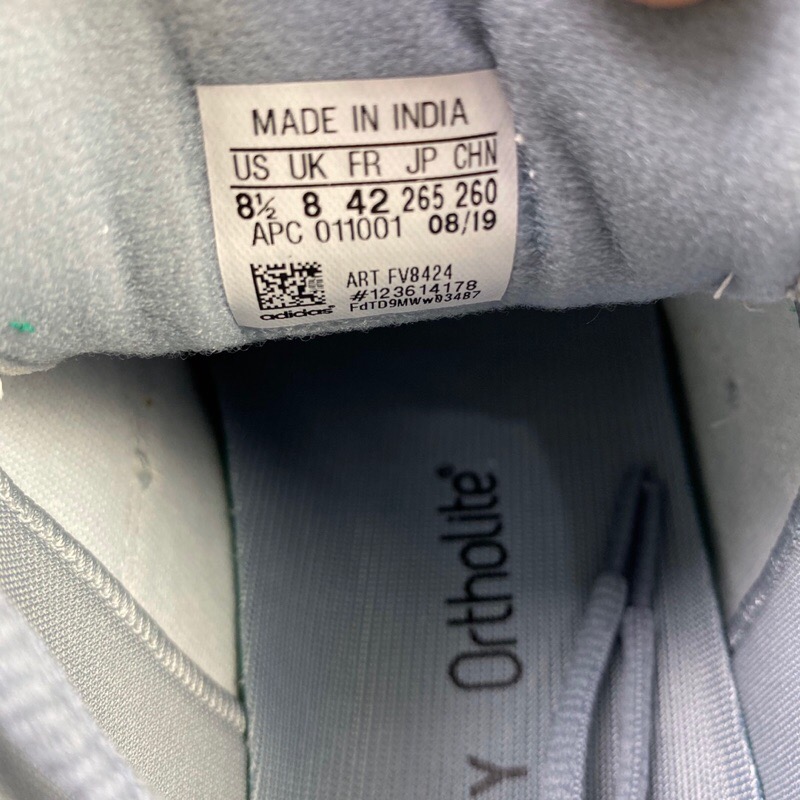 MADE IN INDIA
US UK FR JP CHN
8½ 8 42 265 260
APC 011001 08/19
ART FV8424
#123614178
adidas
Ortholite®
Y